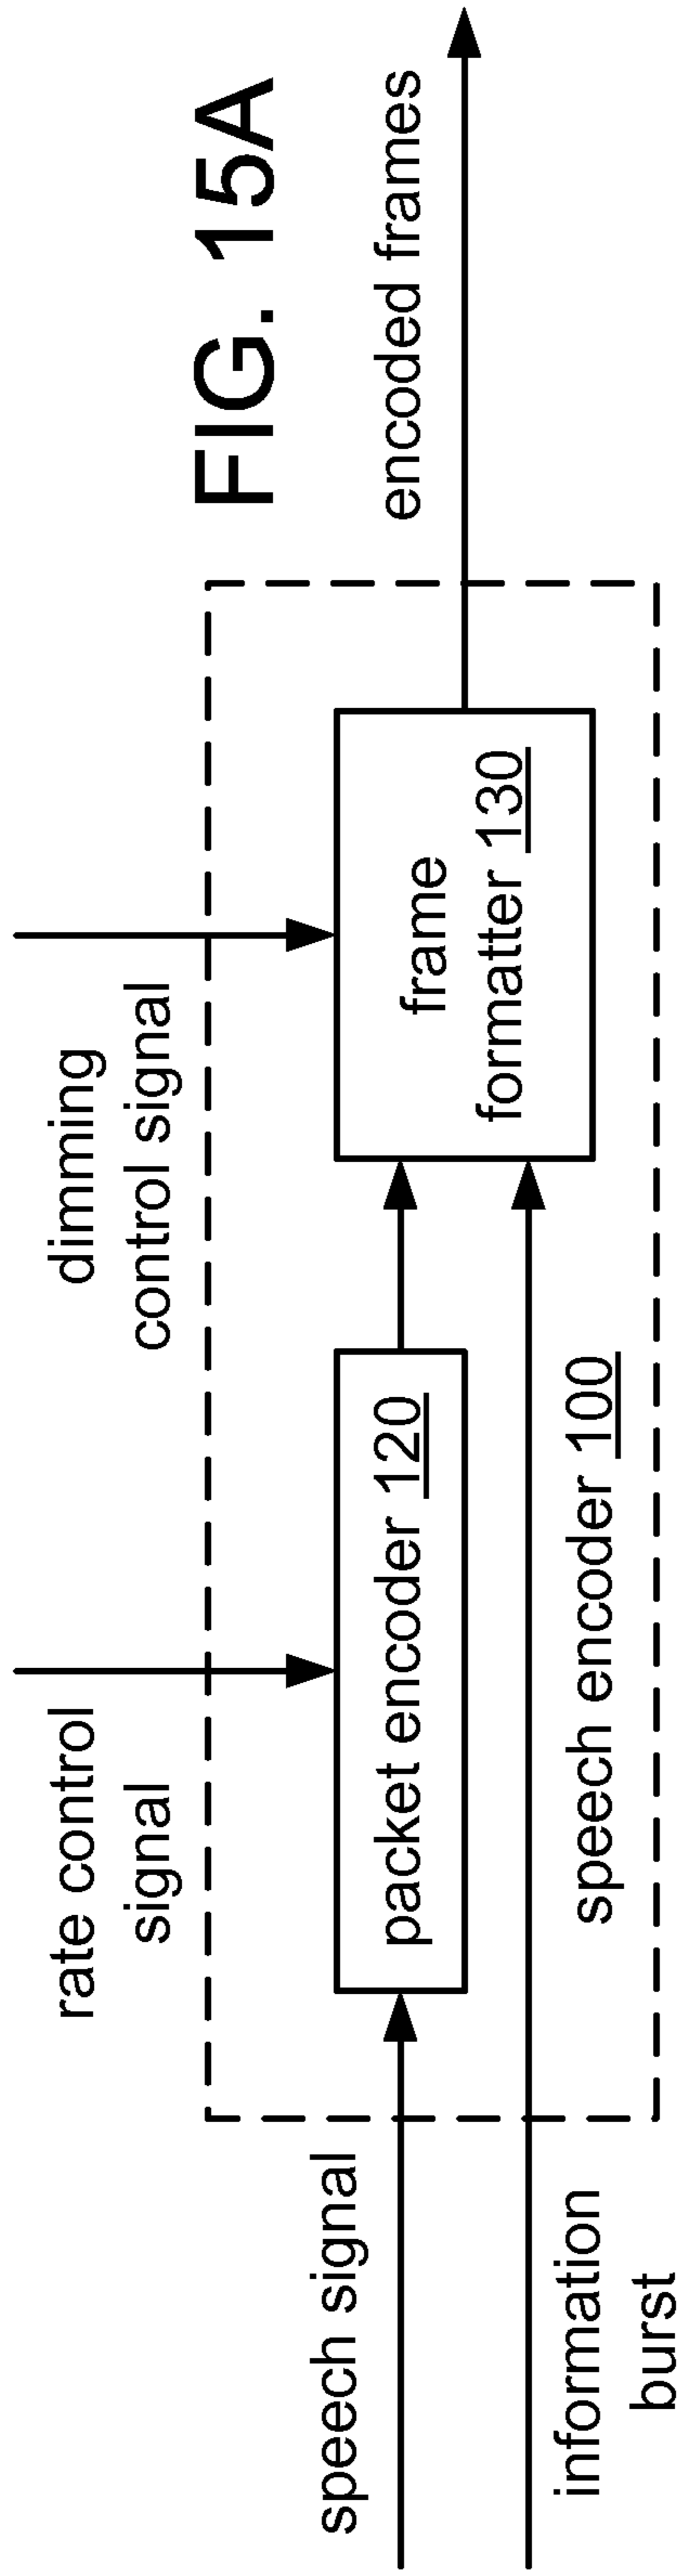 FIG. 15A
rate control
signal
dimming
control signal
speech signal
packet encoder 120
frame
formatter 130
encoded frames
information
burst
speech encoder 100